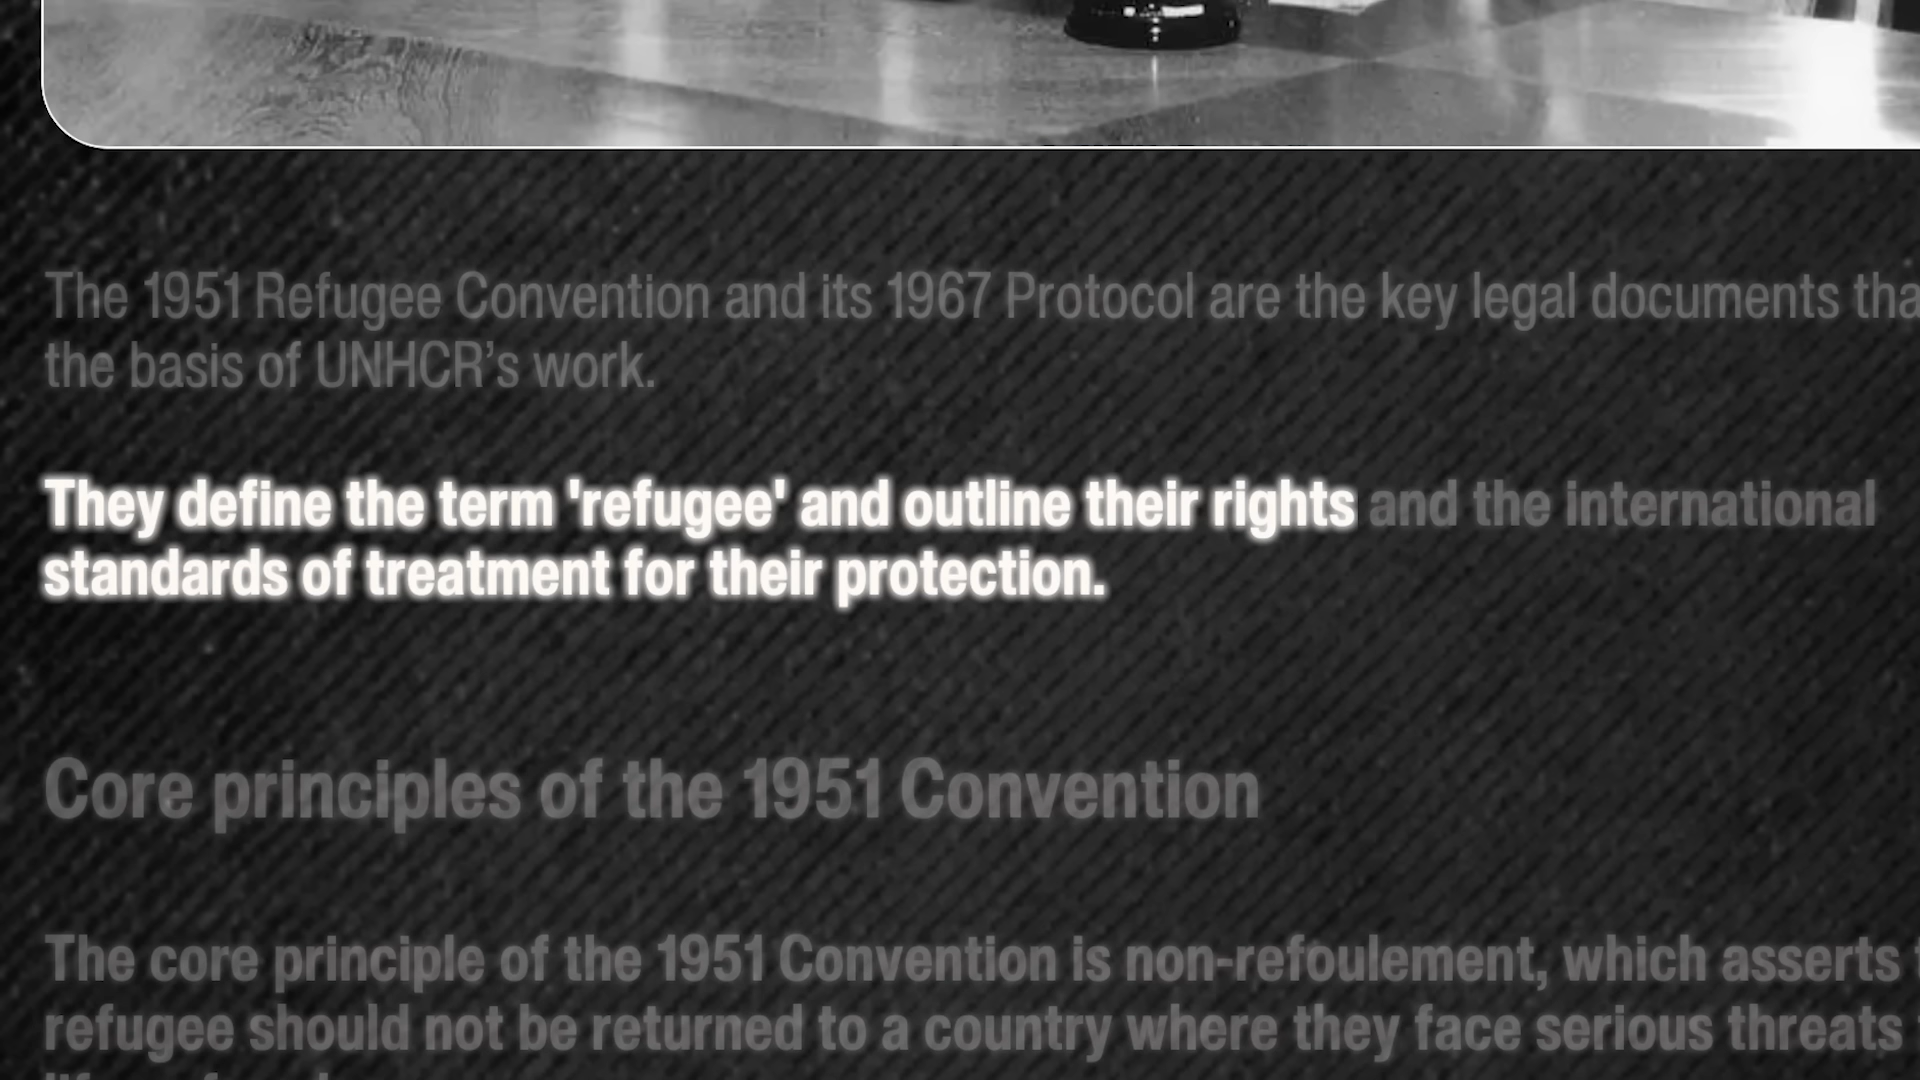 The 1951 Refugee Convention and its 1967 Protocol are the key legal documents
the basis of UNHCR’s work.
They define the term 'refugee' and outline their rights and the international
standards of treatment for their protection.
Core principles of the 1951 Convention
The core principle of the 1951 Convention is non-refoulement, which asserts
refugee should not be returned to a country where they face serious threats